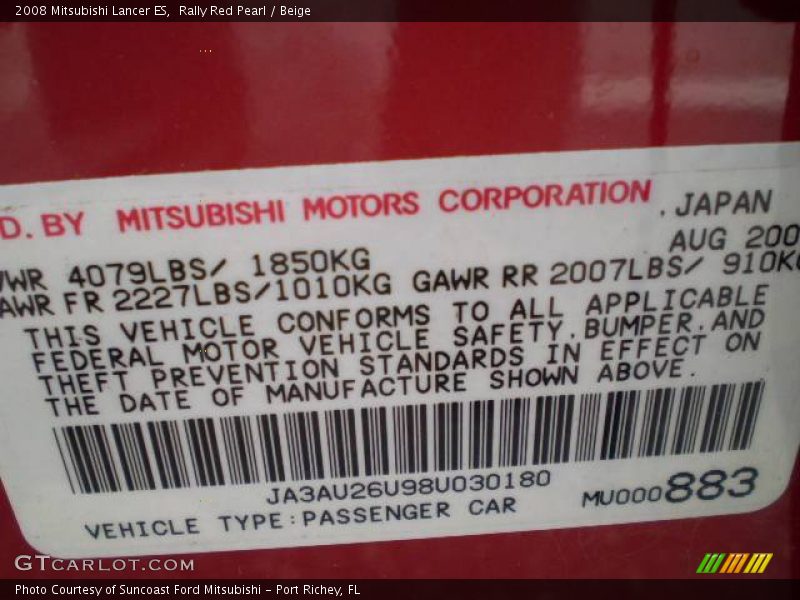 2008 Mitsubishi Lancer ES, Rally Red Pearl / Beige
D. BY MITSUBISHI MOTORS CORPORATION . JAPAN
AUG 200
VWR 4079LBS/ 1850KG
AWR FR 2227LBS/1010KG GAWR RR 2007LBS/ 910KG
THIS VEHICLE CONFORMS TO ALL APPLICABLE
FEDERAL MOTOR VEHICLE SAFETY, BUMPER, AND
THEFT PREVENTION STANDARDS IN EFFECT ON
THE DATE OF MANUFACTURE SHOWN ABOVE.
JA3AU26U98U030180
VEHICLE TYPE:PASSENGER CAR MU000883
GTCARLOT.COM
Photo Courtesy of Suncoast Ford Mitsubishi - Port Richey, FL